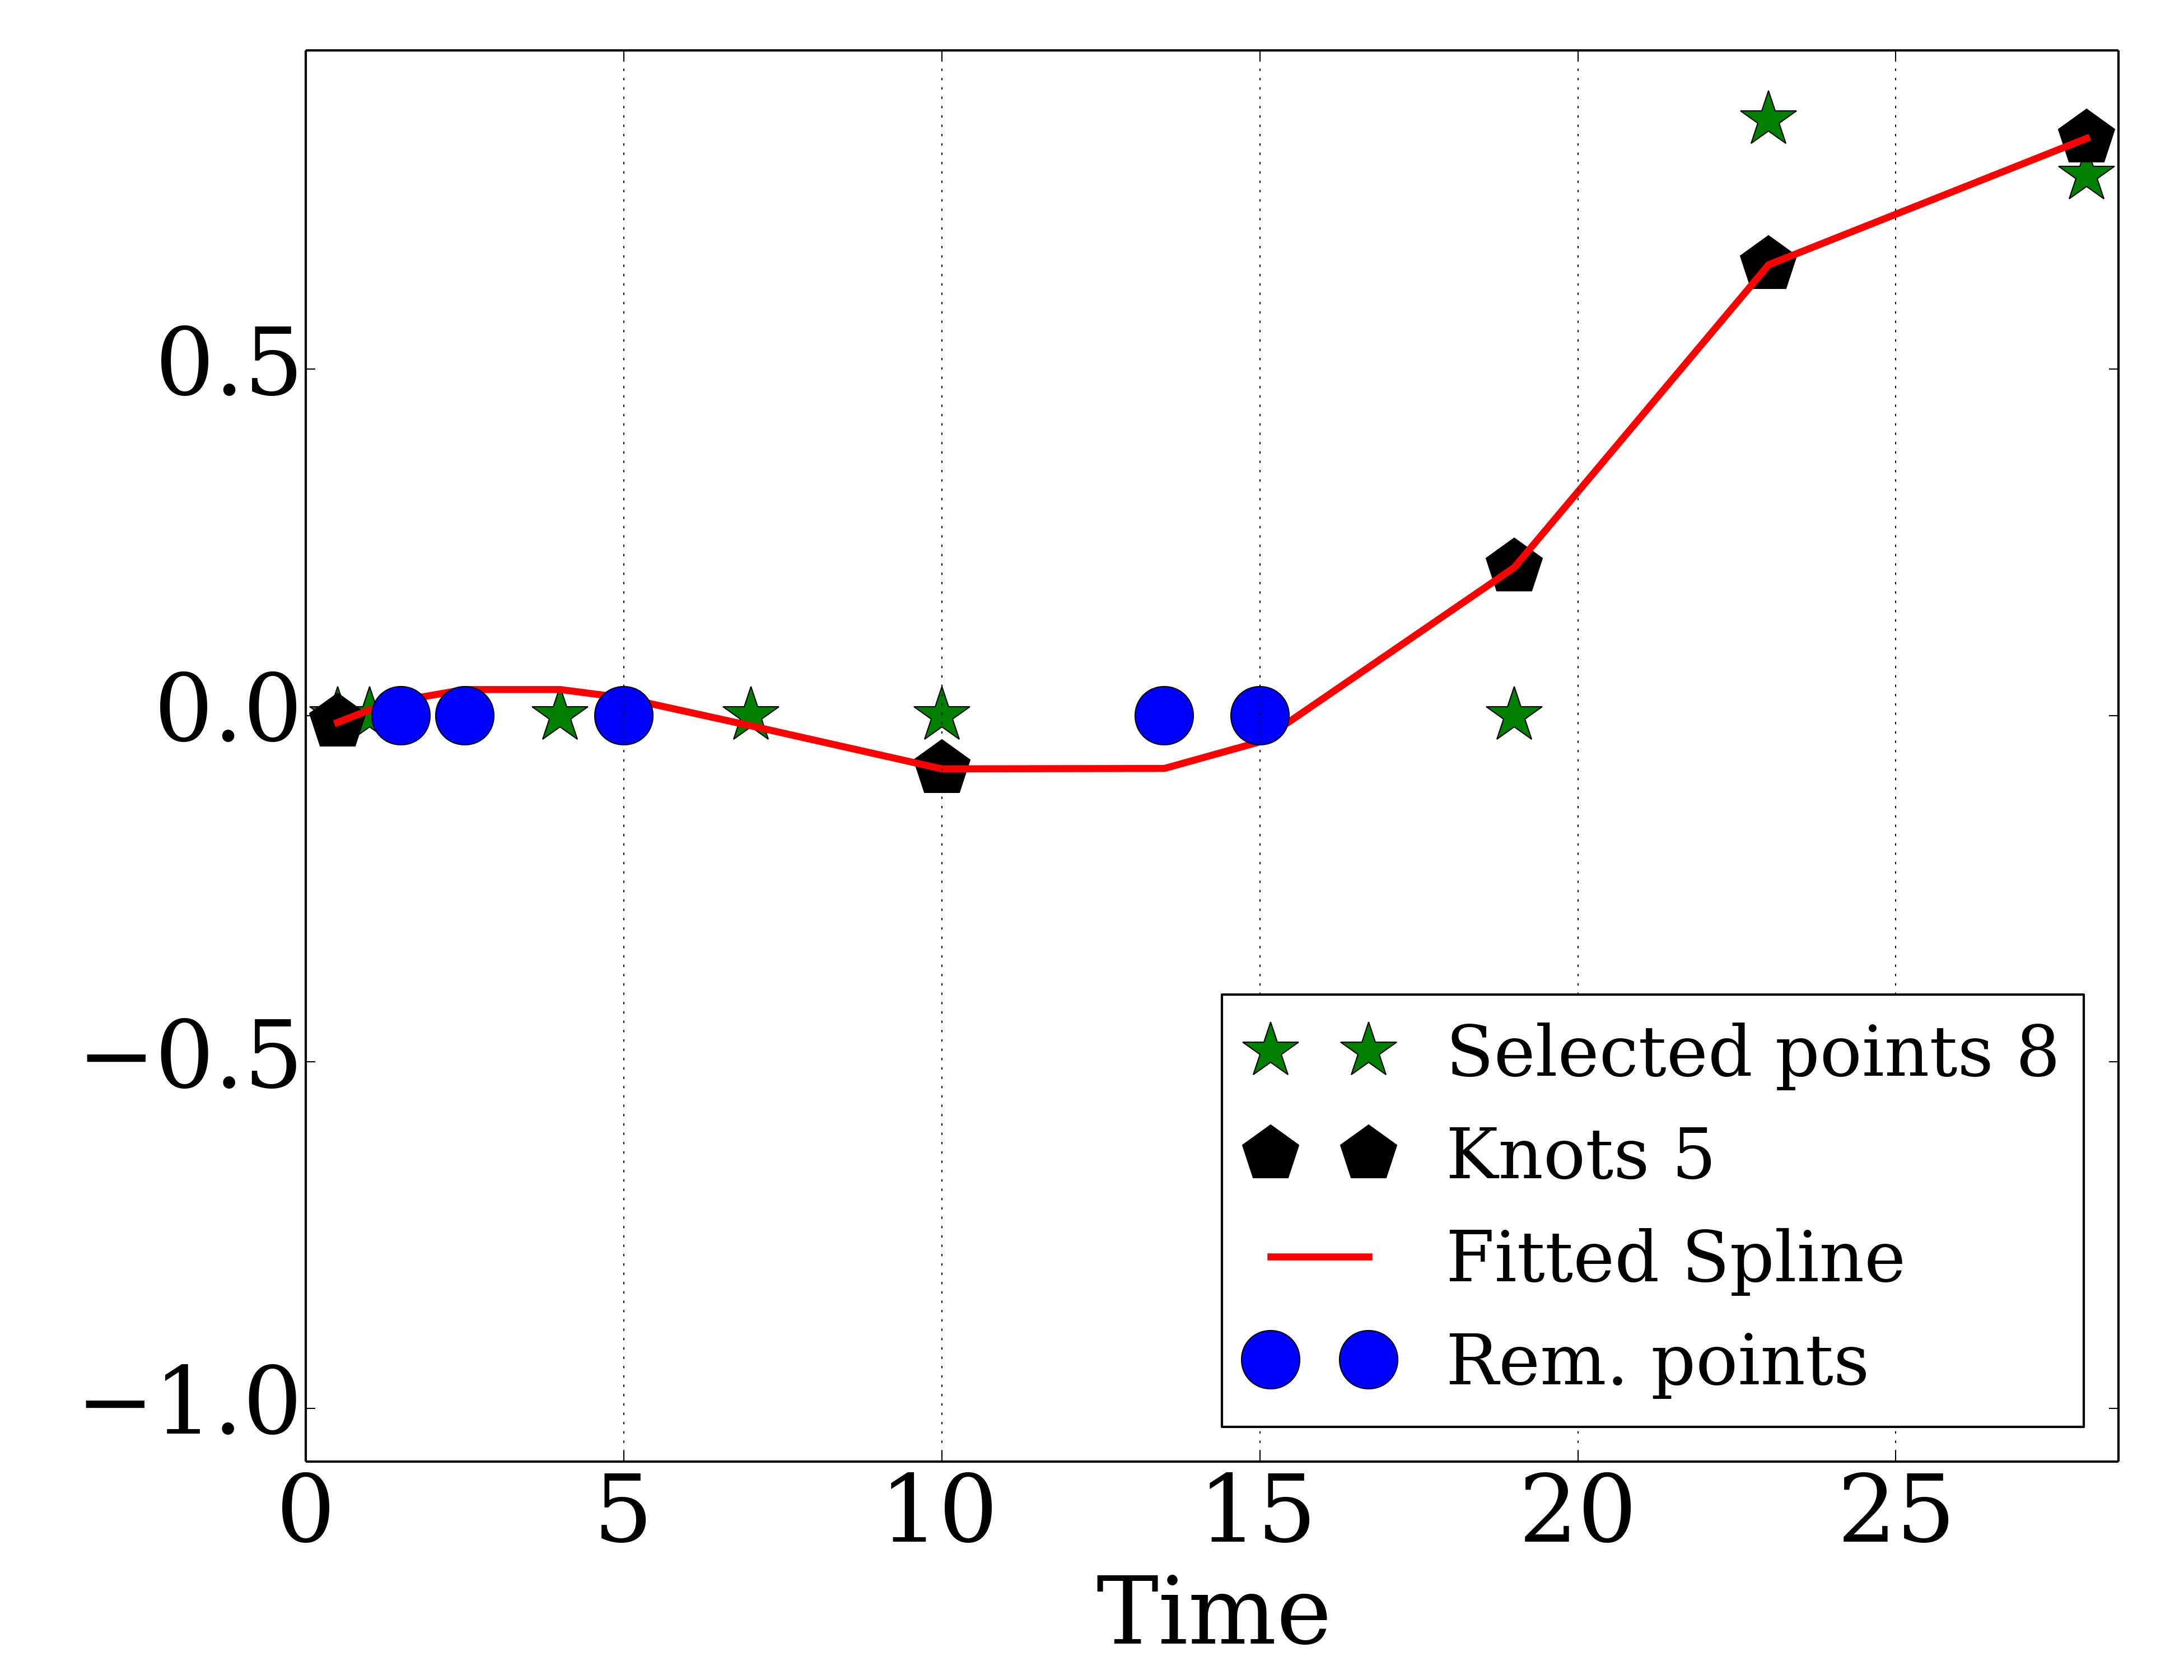 0.5
0.0
−0.5
−1.0
0 5 10 15 20 25
Time
Selected points 8
Knots 5
Fitted Spline
Rem. points